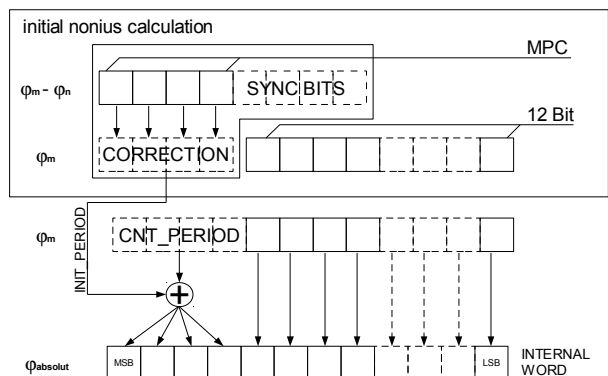 initial nonius calculation
MPC
φm - φn
SYNC BITS
12 Bit
φm
CORRECTION
φm
CNT_PERIOD
INIT_PERIOD
+
φabsolut
MSB
LSB
INTERNAL
WORD